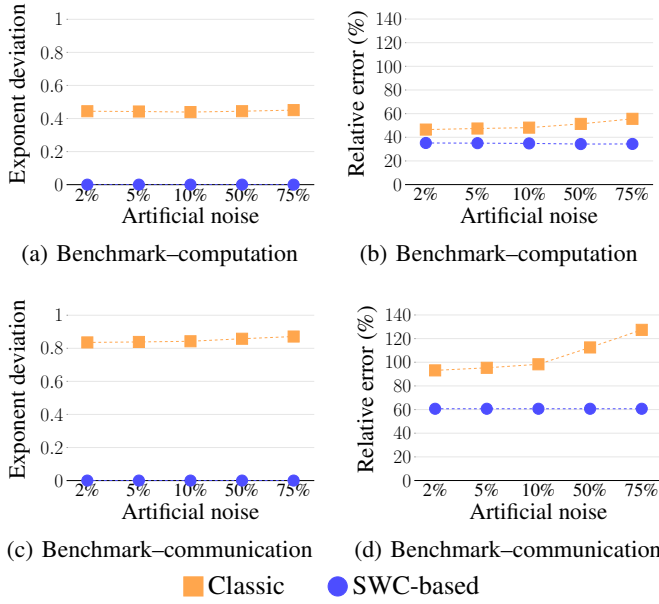 Exponent deviation
1
0.8
0.6
0.4
0.2
0
2% 5% 10% 50% 75%
Artificial noise
(a) Benchmark–computation
Relative error (%)
140
120
100
80
60
40
20
0
2% 5% 10% 50% 75%
Artificial noise
(b) Benchmark–computation
Exponent deviation
1
0.8
0.6
0.4
0.2
0
2% 5% 10% 50% 75%
Artificial noise
(c) Benchmark–communication
Relative error (%)
140
120
100
80
60
40
20
0
2% 5% 10% 50% 75%
Artificial noise
(d) Benchmark–communication
Classic SWC-based